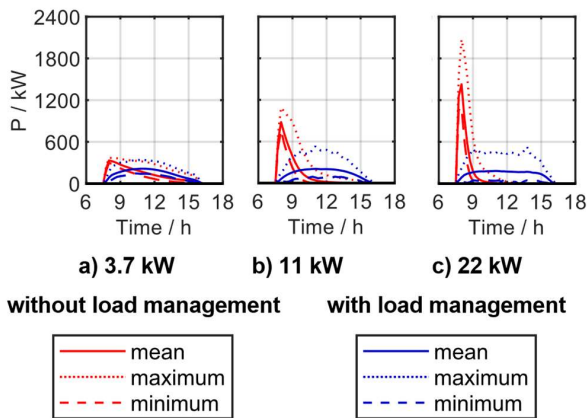 P / kW
2400
1800
1200
600
0
6 9 12 15 18
6 9 12 15 18
6 9 12 15 18
Time / h Time / h Time / h
a) 3.7 kW b) 11 kW c) 22 kW
without load management with load management
mean mean
maximum maximum
minimum minimum